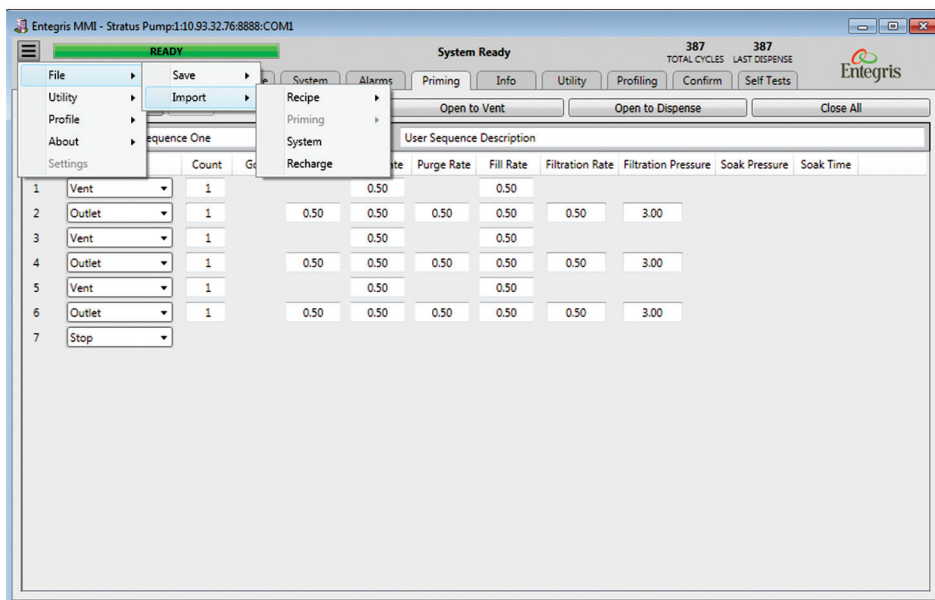 Entegris MMI - Stratus Pump:1:10.93.32.76:8888:COM1
READY System Ready 387 387
TOTAL CYCLES LAST DISPENSE
Entegris
File Save System Alarms Priming Info Utility Profiling Confirm Self Tests
Utility Import Recipe Open to Vent Open to Dispense Close All
Profile Priming
About equence One System User Sequence Description
Settings Count Recharge Purge Rate Fill Rate Filtration Rate Filtration Pressure Soak Pressure Soak Time
1 Vent 1 0.50 0.50
2 Outlet 1 0.50 0.50 0.50 0.50 0.50 3.00
3 Vent 1 0.50 0.50
4 Outlet 1 0.50 0.50 0.50 0.50 0.50 3.00
5 Vent 1 0.50 0.50
6 Outlet 1 0.50 0.50 0.50 0.50 0.50 3.00
7 Stop